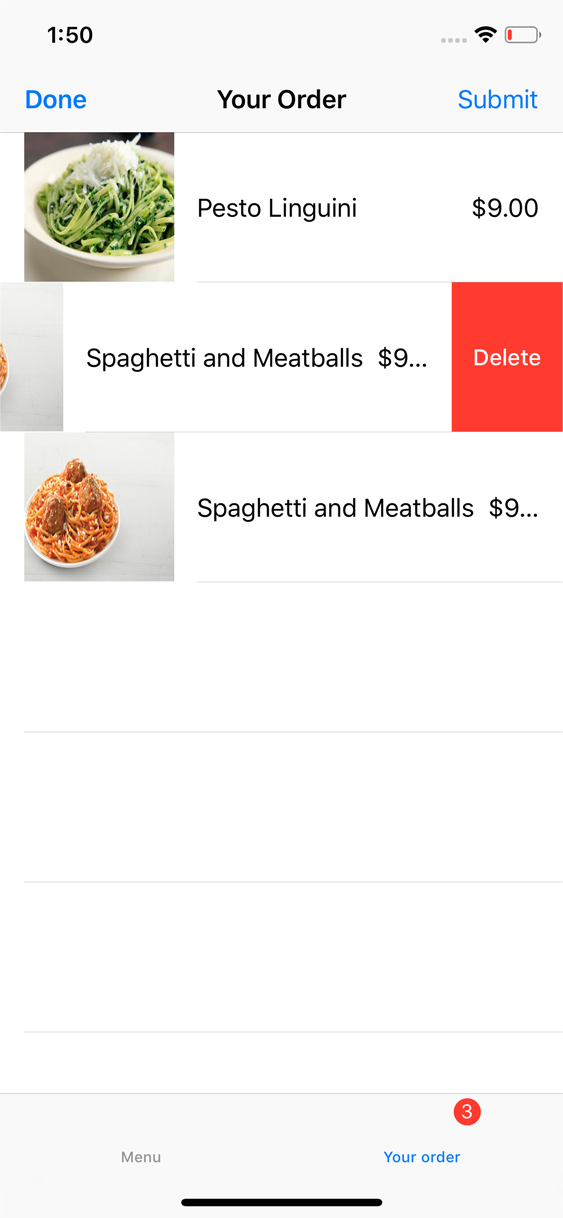 1:50
Done Your Order Submit
Pesto Linguini $9.00
Spaghetti and Meatballs $9... Delete
Spaghetti and Meatballs $9...
3
Menu Your order